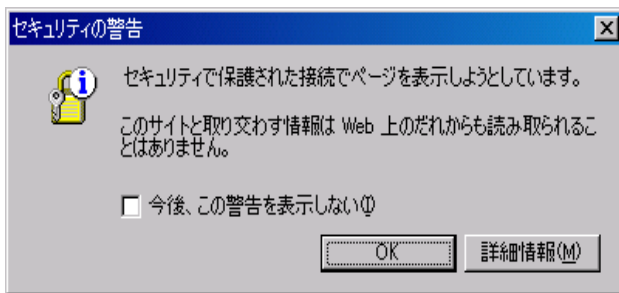 セキュリティの警告
セキュリティで保護された接続でページを表示しようとしています。
このサイトと取り交わす情報は Web 上のだれからも読み取られるこ
とはありません。
今後、この警告を表示しない(I)
OK 詳細情報(M)